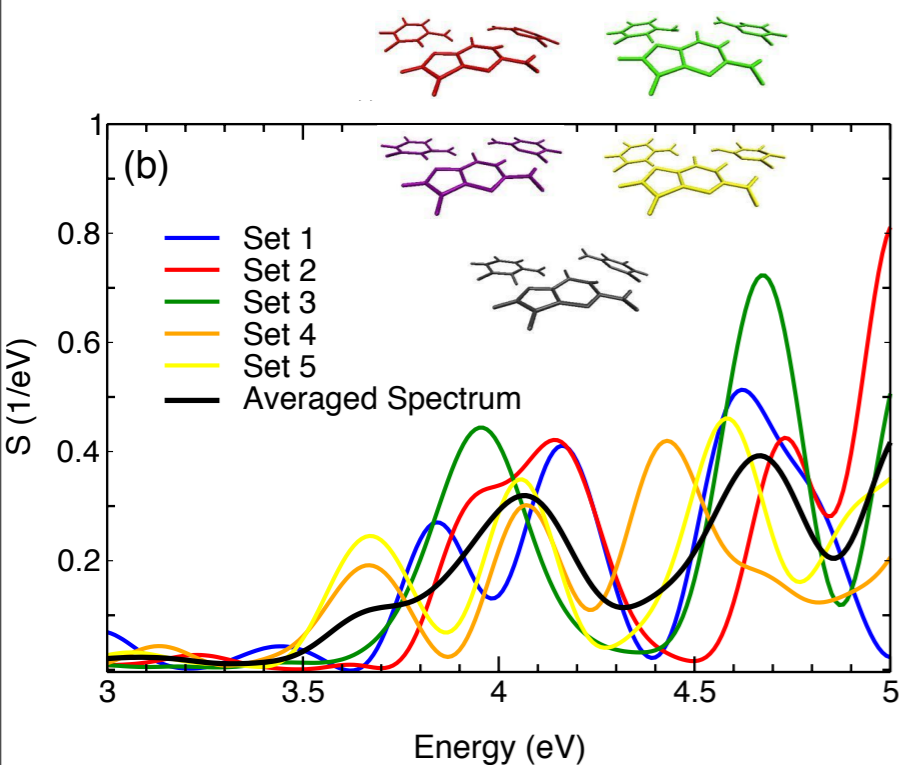 1
(b)
0.8
0.6
0.4
0.2
S (1/eV)
Set 1
Set 2
Set 3
Set 4
Set 5
Averaged Spectrum
3 3.5 4 4.5 5
Energy (eV)